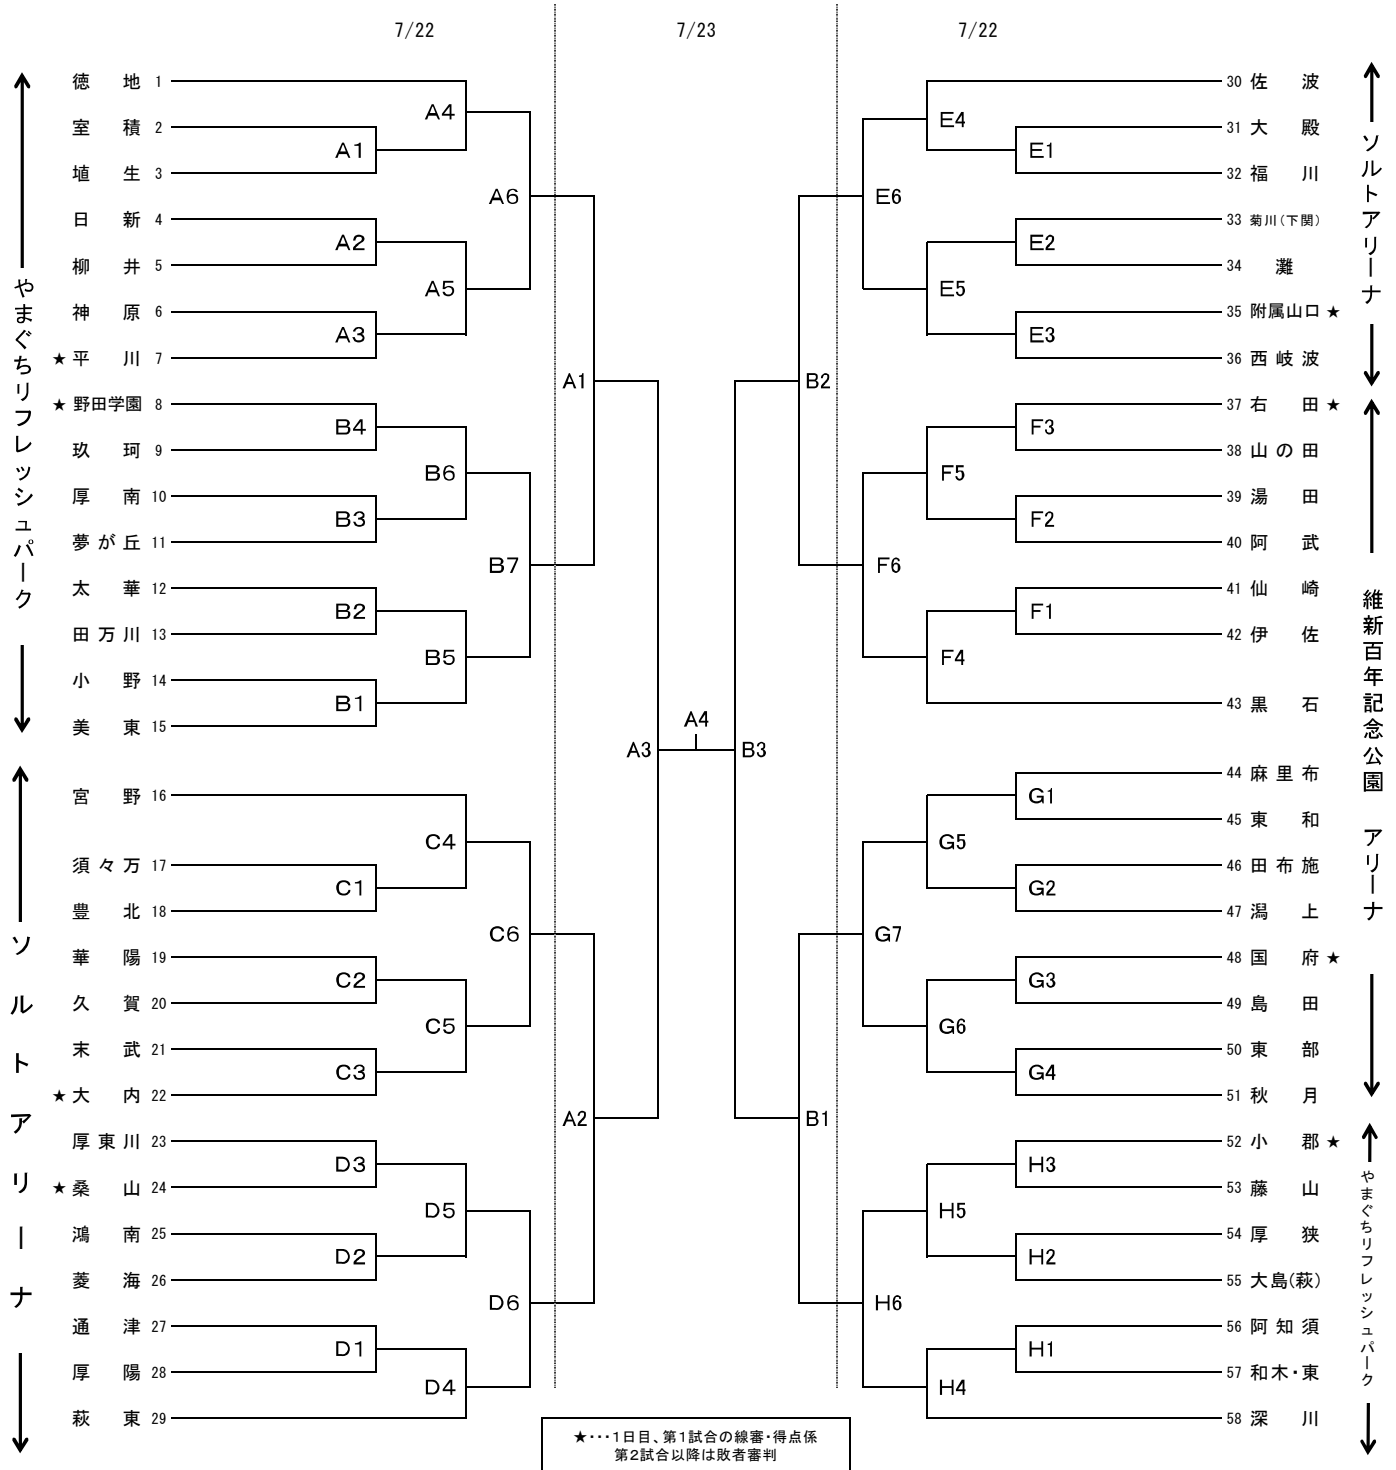 7/22
7/23
7/22
徳地 1
室積 2
埴生 3
日新 4
柳井 5
神原 6
★平川 7
★野田学園 8
玖珂 9
厚南 10
夢が丘 11
太華 12
田万川 13
小野 14
美東 15
宮野 16
須々万 17
豊北 18
華陽 19
久賀 20
末武 21
★大内 22
厚東川 23
★桑山 24
鴻南 25
菱海 26
通津 27
厚陽 28
萩東 29
やまぐちリフレッシュパーク
ソルトアリーナ
A4
A1
A6
A2
A5
A3
B4
B6
B3
B7
B2
B5
B1
C4
C1
C6
C2
C5
C3
D3
D5
D2
D6
D1
D4
A1
A2
A3
A4
B3
B2
B1
E4
E1
E6
E2
E5
E3
F3
F5
F2
F6
F1
F4
G1
G5
G2
G7
G3
G6
G4
H3
H5
H2
H6
H1
H4
30 佐波
31 大殿
32 福川
33 菊川(下関)
34 灘
35 附属山口★
36 西岐波
37 右田★
38 山の田
39 湯田
40 阿武
41 仙崎
42 伊佐
43 黒石
44 麻里布
45 東和
46 田布施
47 潟上
48 国府★
49 島田
50 東部
51 秋月
52 小郡★
53 藤山
54 厚狭
55 大島(萩)
56 阿知須
57 和木・東
58 深川
ソルトアリーナ
維新百年記念公園 アリーナ
やまぐちリフレッシュパーク
★・・・1日目、第1試合の線審・得点係
第2試合以降は敗者審判